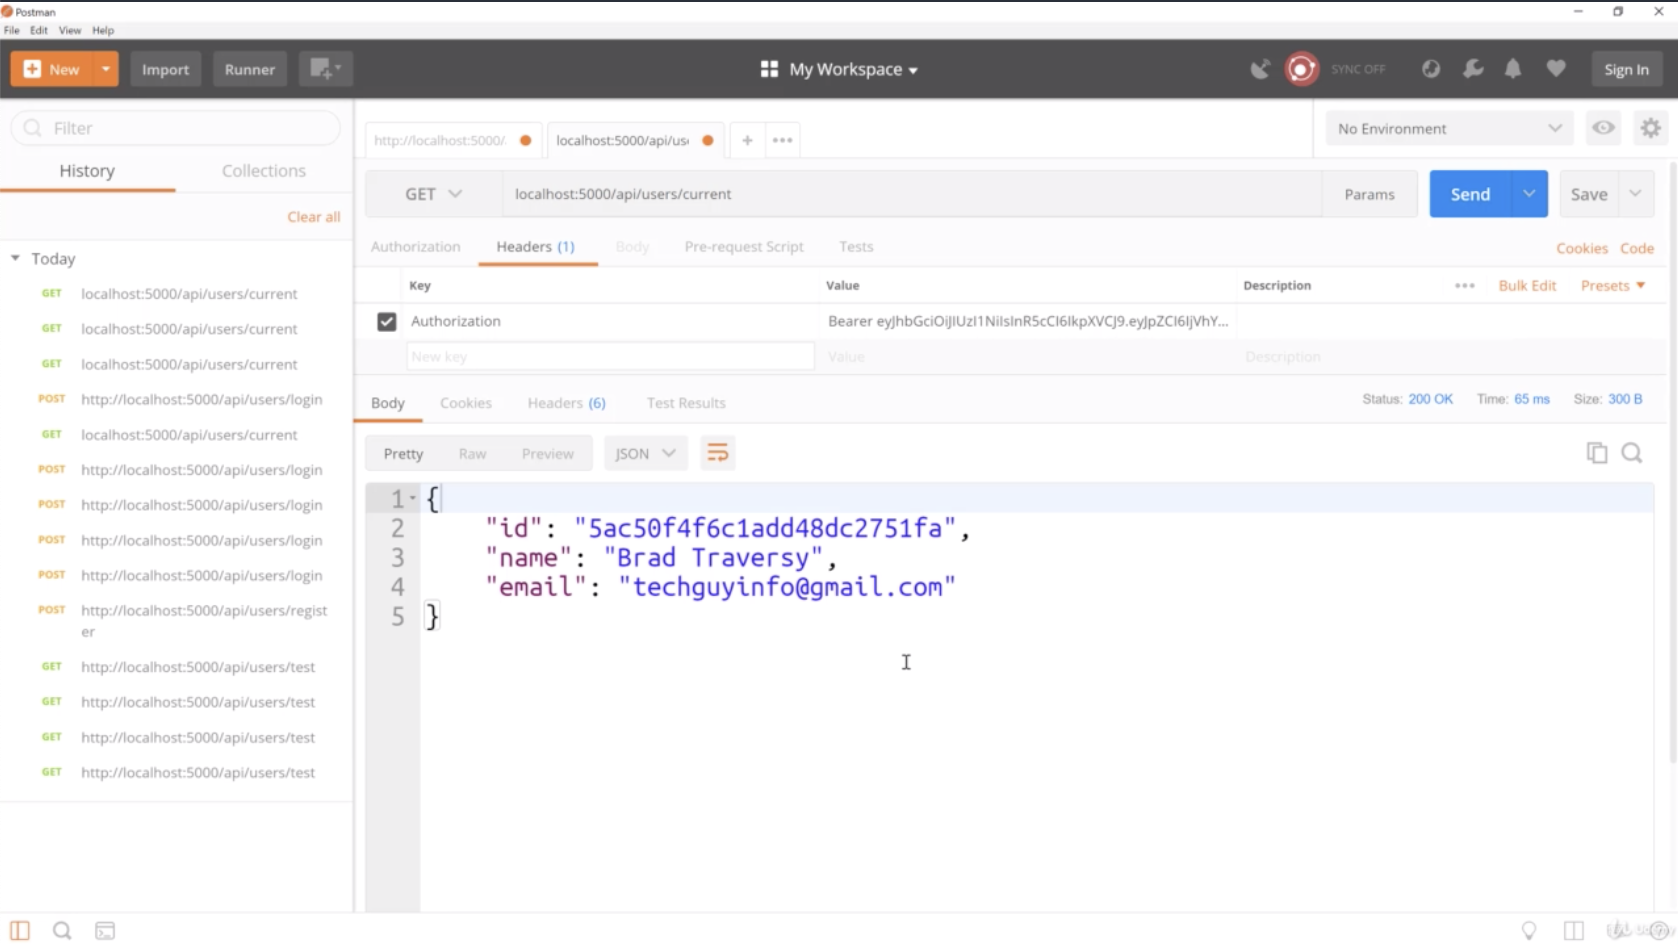 Postman
File Edit View Help
New Import Runner My Workspace SYNC OFF Sign In
Filter
History Collections
Clear all
Today
GET localhost:5000/api/users/current
GET localhost:5000/api/users/current
GET localhost:5000/api/users/current
POST http://localhost:5000/api/users/login
GET localhost:5000/api/users/current
POST http://localhost:5000/api/users/login
POST http://localhost:5000/api/users/login
POST http://localhost:5000/api/users/login
POST http://localhost:5000/api/users/login
POST http://localhost:5000/api/users/regist
er
GET http://localhost:5000/api/users/test
GET http://localhost:5000/api/users/test
GET http://localhost:5000/api/users/test
GET http://localhost:5000/api/users/test
http://localhost:5000/ localhost:5000/api/us No Environment
GET localhost:5000/api/users/current Params Send Save
Authorization Headers (1) Body Pre-request Script Tests Cookies Code
Key Value Description Bulk Edit Presets
Authorization Bearer eyJhbGciOiJIUzI1NiIsInR5cCI6IkpXVCJ9.eyJpZCI6IjVhY...
New key Value Description
Body Cookies Headers (6) Test Results Status: 200 OK Time: 65 ms Size: 300 B
Pretty Raw Preview JSON
1 {
2 "id": "5ac50f4f6c1add48dc2751fa",
3 "name": "Brad Traversy",
4 "email": "techguyinfo@gmail.com"
5 }